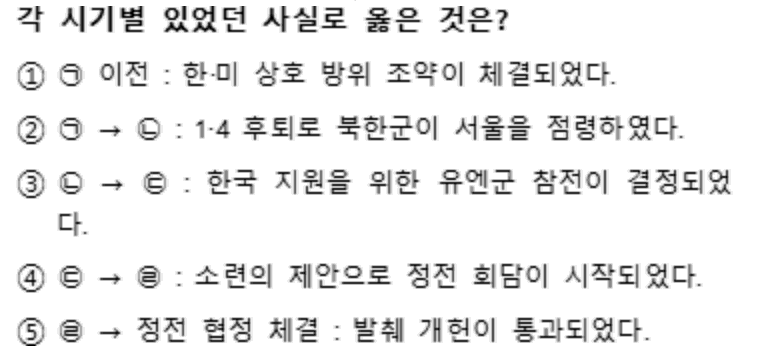 각 시기별 있었던 사실로 옳은 것은?
① ㉠ 이전 : 한·미 상호 방위 조약이 체결되었다.
② ㉠ → ㉡ : 1·4 후퇴로 북한군이 서울을 점령하였다.
③ ㉡ → ㉢ : 한국 지원을 위한 유엔군 참전이 결정되었
다.
④ ㉢ → ㉣ : 소련의 제안으로 정전 회담이 시작되었다.
⑤ ㉣ → 정전 협정 체결 : 발췌 개헌이 통과되었다.